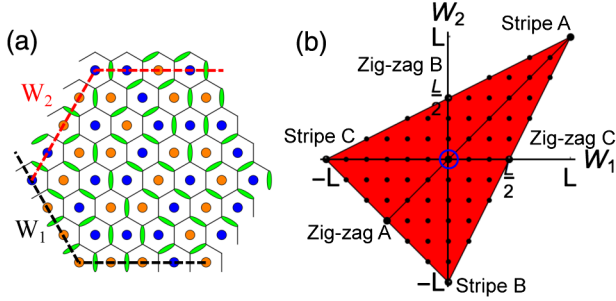 (a)
W2
W1
(b)
W2
Stripe A
L
Zig-zag B
L/2
Stripe C
Zig-zag C
W1
−L
L/2
L
Zig-zag A
−L
Stripe B